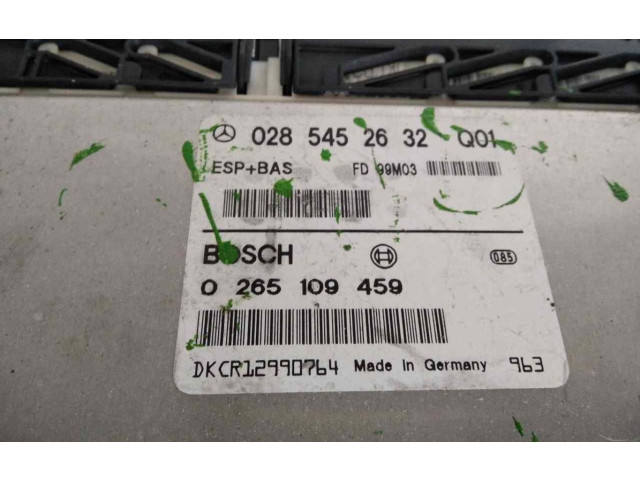 028 545 26 32 Q01
ESP+BAS FD 99M03
BOSCH
085
0 265 109 459
DKCR12990764 Made in Germany 963